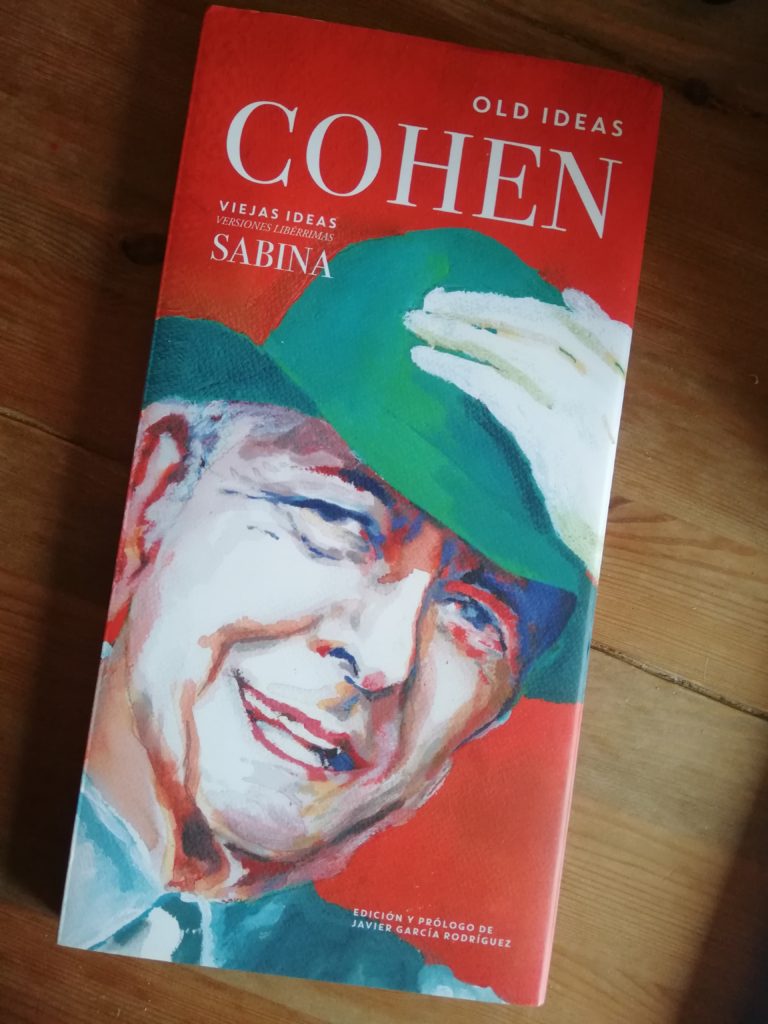 OLD IDEAS
COHEN
VIEJAS IDEAS
VERSIONES LIBÉRRIMAS
SABINA
EDICIÓN Y PRÓLOGO DE
JAVIER GARCÍA RODRÍGUEZ